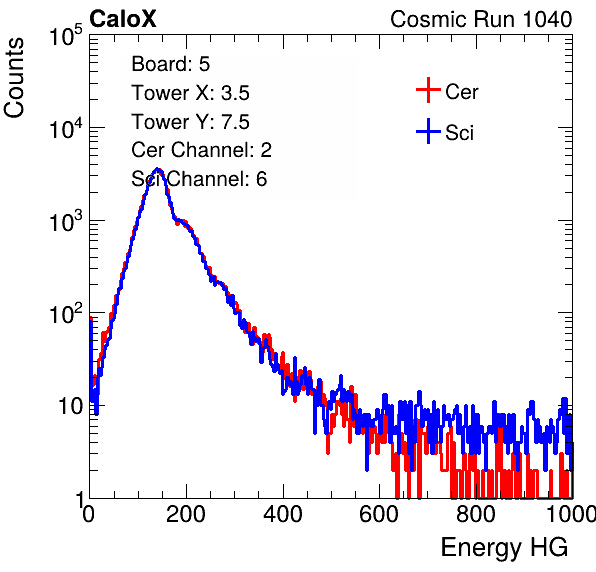 CaloX Cosmic Run 1040
Counts
10^5
10^4
10^3
10^2
10
1
Board: 5
Tower X: 3.5
Tower Y: 7.5
Cer Channel: 2
Sci Channel: 6
Cer
Sci
0 200 400 600 800 1000
Energy HG